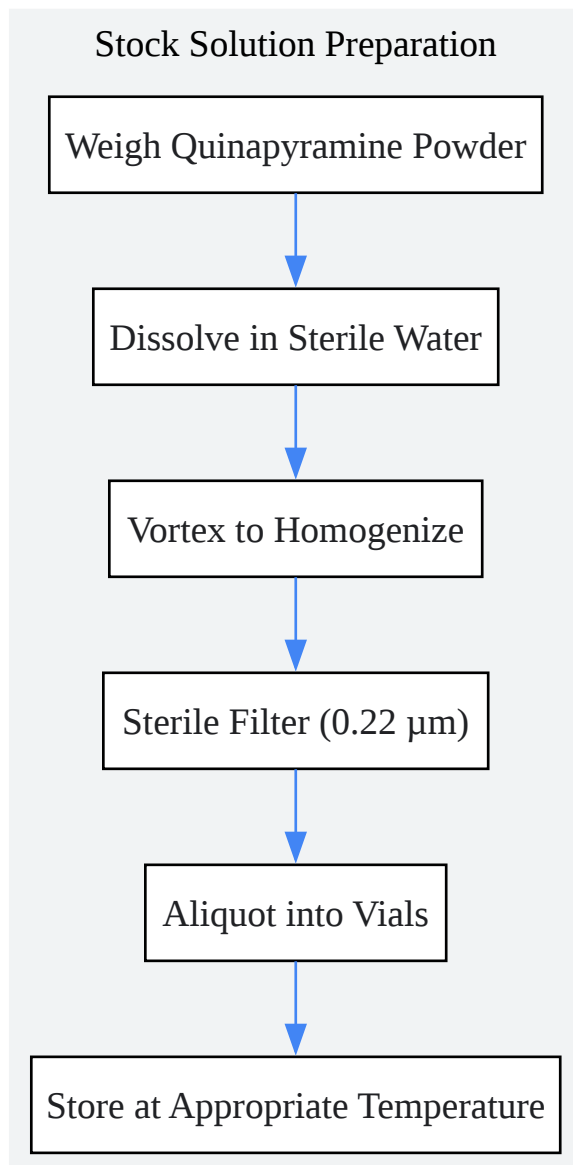 Stock Solution Preparation
Weigh Quinapyramine Powder
Dissolve in Sterile Water
Vortex to Homogenize
Sterile Filter (0.22 µm)
Aliquot into Vials
Store at Appropriate Temperature